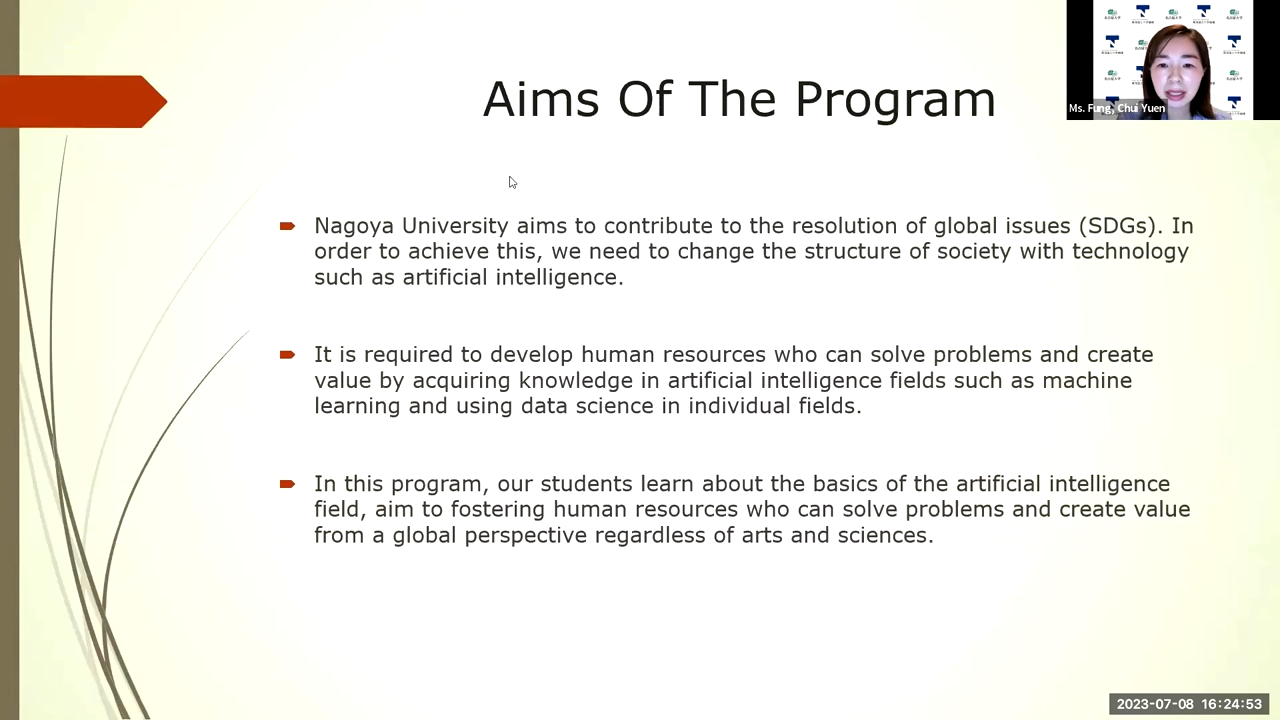 Aims Of The Program
Ms. Fung, Chui Yuen
Nagoya University aims to contribute to the resolution of global issues (SDGs). In
order to achieve this, we need to change the structure of society with technology
such as artificial intelligence.
It is required to develop human resources who can solve problems and create
value by acquiring knowledge in artificial intelligence fields such as machine
learning and using data science in individual fields.
In this program, our students learn about the basics of the artificial intelligence
field, aim to fostering human resources who can solve problems and create value
from a global perspective regardless of arts and sciences.
2023-07-08 16:24:53